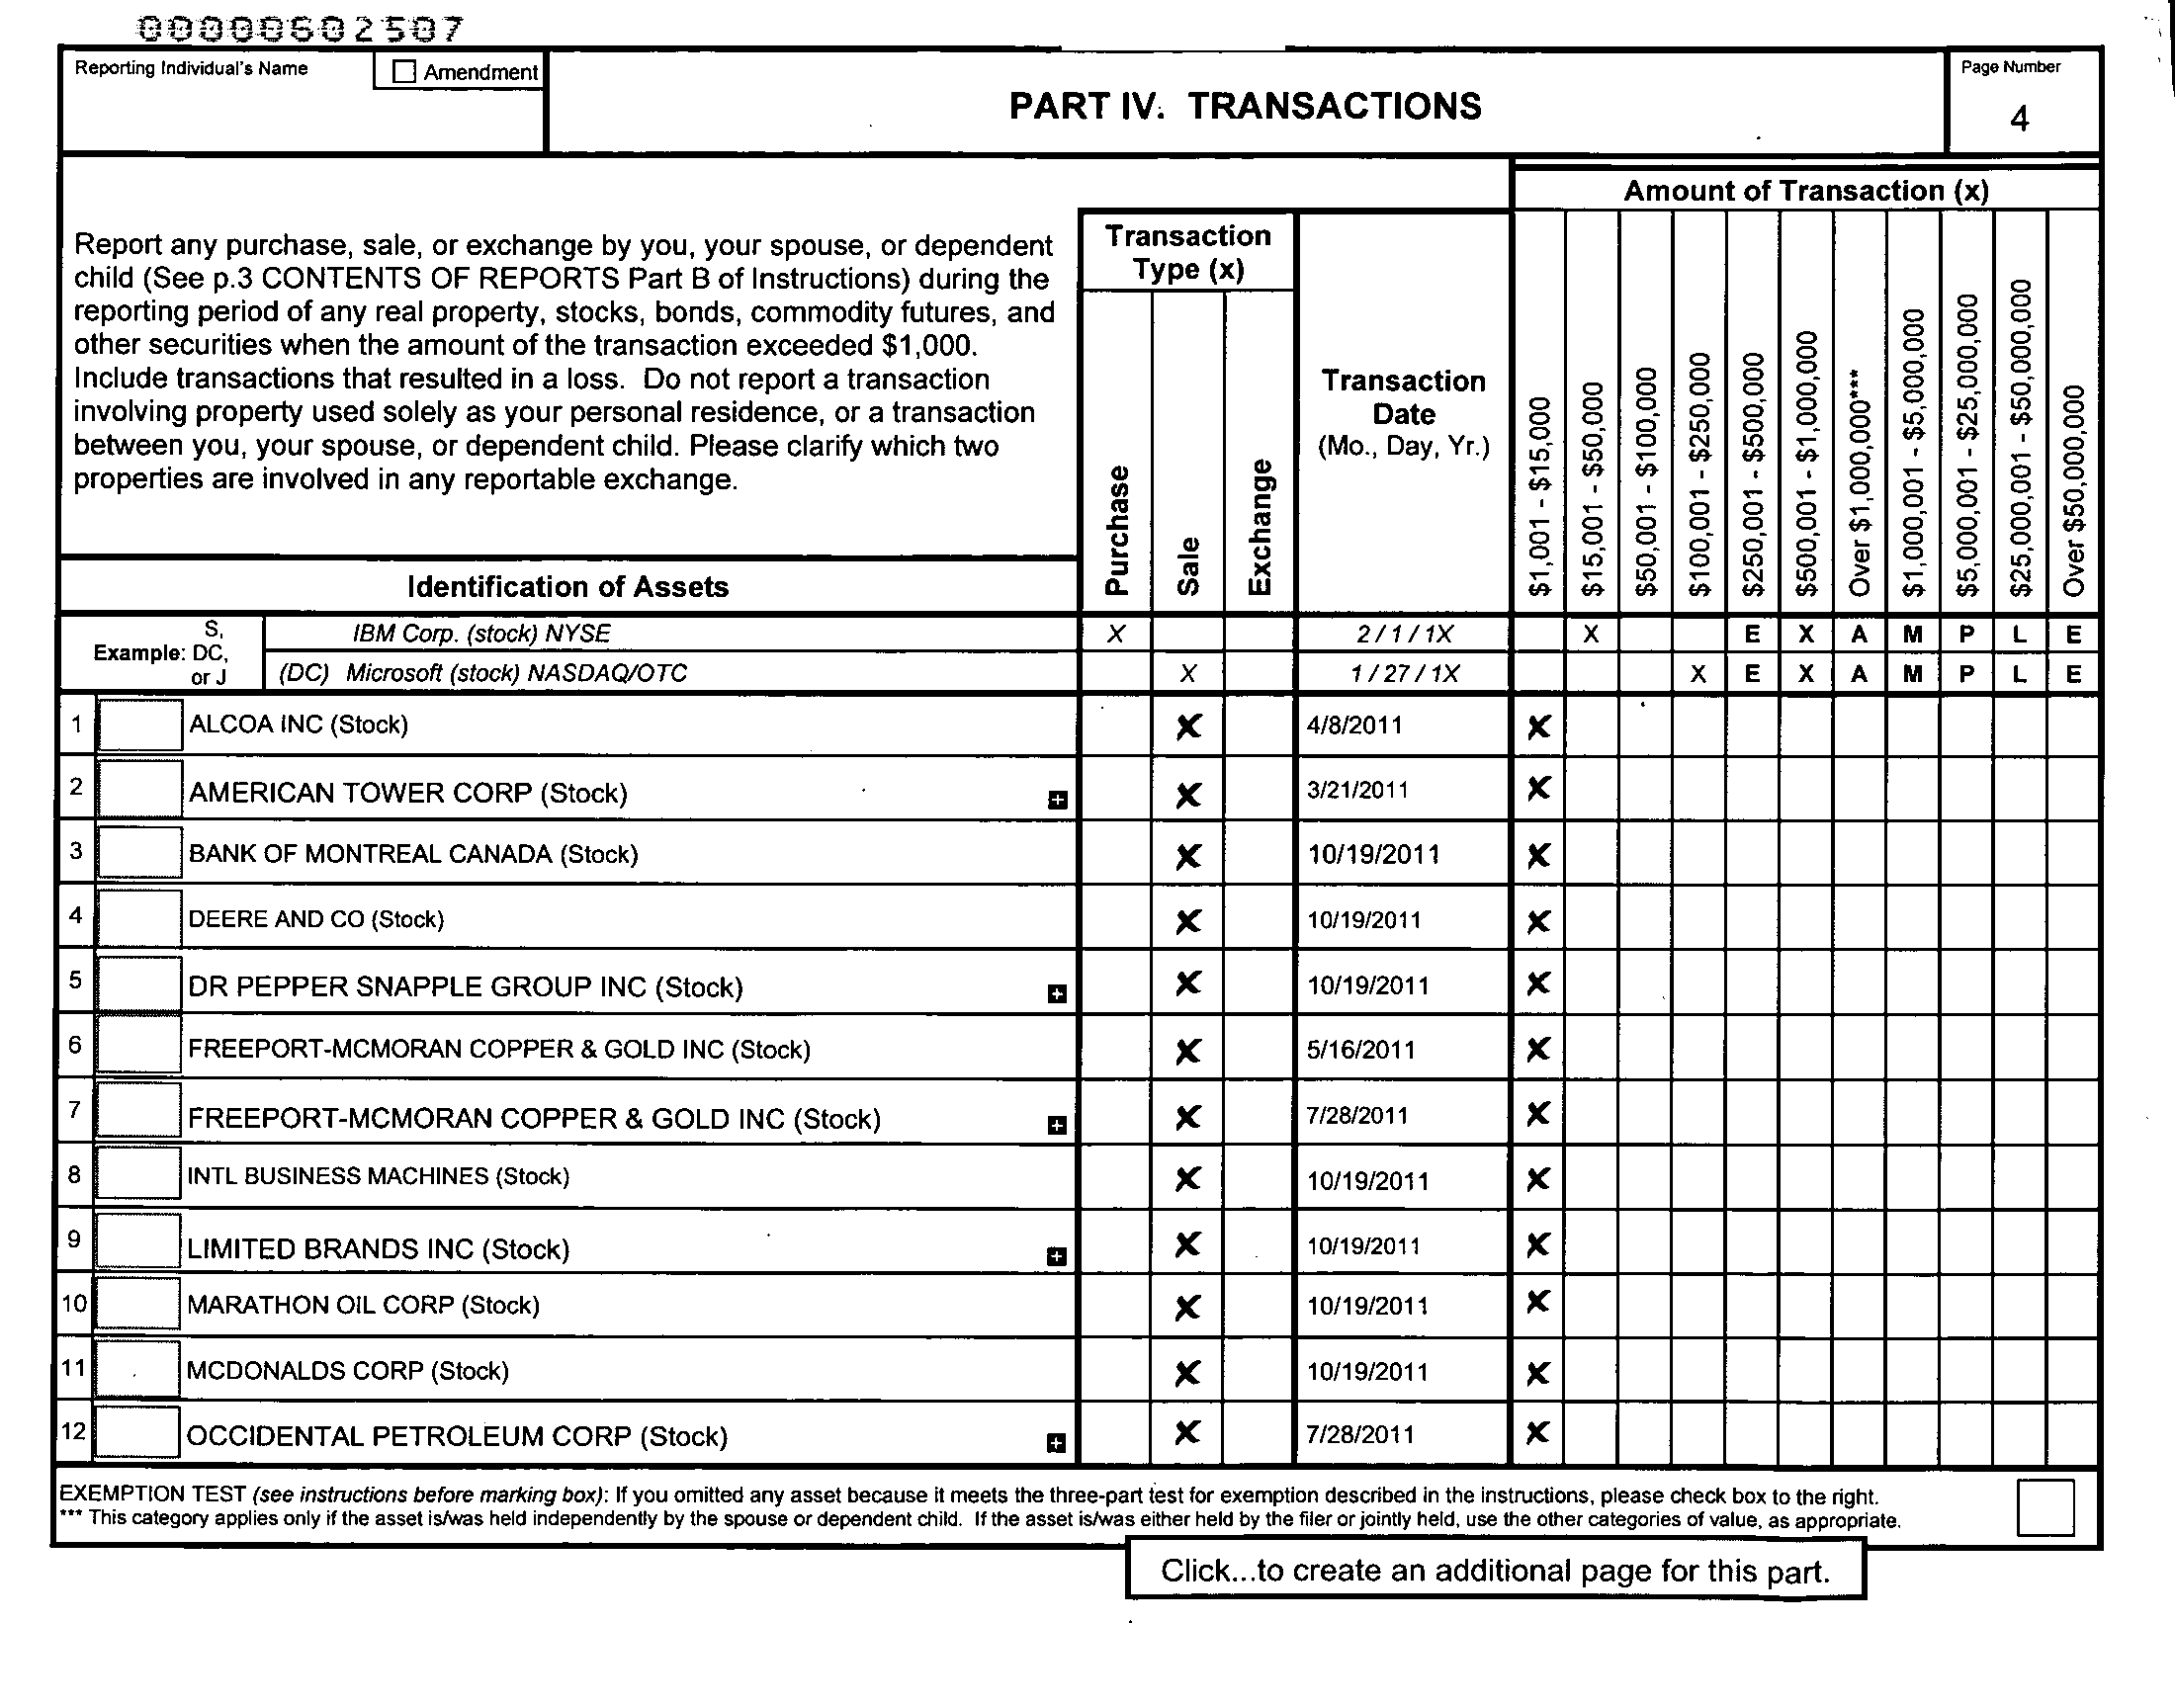 00000602507
Reporting Individual's Name
Amendment
PART IV. TRANSACTIONS
Page Number
4
Report any purchase, sale, or exchange by you, your spouse, or dependent
child (See p.3 CONTENTS OF REPORTS Part B of Instructions) during the
reporting period of any real property, stocks, bonds, commodity futures, and
other securities when the amount of the transaction exceeded $1,000.
Include transactions that resulted in a loss. Do not report a transaction
involving property used solely as your personal residence, or a transaction
between you, your spouse, or dependent child. Please clarify which two
properties are involved in any reportable exchange.
Identification of Assets
Transaction
Type (x)
Purchase
Sale
Exchange
Transaction
Date
(Mo., Day, Yr.)
Amount of Transaction (x)
$1,001 - $15,000
$15,001 - $50,000
$50,001 - $100,000
$100,001 - $250,000
$250,001 - $500,000
$500,001 - $1,000,000
Over $1,000,000***
$1,000,001 - $5,000,000
$5,000,001 - $25,000,000
$25,000,001 - $50,000,000
Over $50,000,000
Example: S, DC, or J
IBM Corp. (stock) NYSE X 2 / 1 / 1X X E X A M P L E
(DC) Microsoft (stock) NASDAQ/OTC X 1 / 27 / 1X X E X A M P L E
1 ALCOA INC (Stock) X 4/8/2011 X
2 AMERICAN TOWER CORP (Stock) + X 3/21/2011 X
3 BANK OF MONTREAL CANADA (Stock) X 10/19/2011 X
4 DEERE AND CO (Stock) X 10/19/2011 X
5 DR PEPPER SNAPPLE GROUP INC (Stock) + X 10/19/2011 X
6 FREEPORT-MCMORAN COPPER & GOLD INC (Stock) X 5/16/2011 X
7 FREEPORT-MCMORAN COPPER & GOLD INC (Stock) + X 7/28/2011 X
8 INTL BUSINESS MACHINES (Stock) X 10/19/2011 X
9 LIMITED BRANDS INC (Stock) + X 10/19/2011 X
10 MARATHON OIL CORP (Stock) X 10/19/2011 X
11 MCDONALDS CORP (Stock) X 10/19/2011 X
12 OCCIDENTAL PETROLEUM CORP (Stock) + X 7/28/2011 X
EXEMPTION TEST (see instructions before marking box): If you omitted any asset because it meets the three-part test for exemption described in the instructions, please check box to the right.
*** This category applies only if the asset is/was held independently by the spouse or dependent child. If the asset is/was either held by the filer or jointly held, use the other categories of value, as appropriate.
Click...to create an additional page for this part.